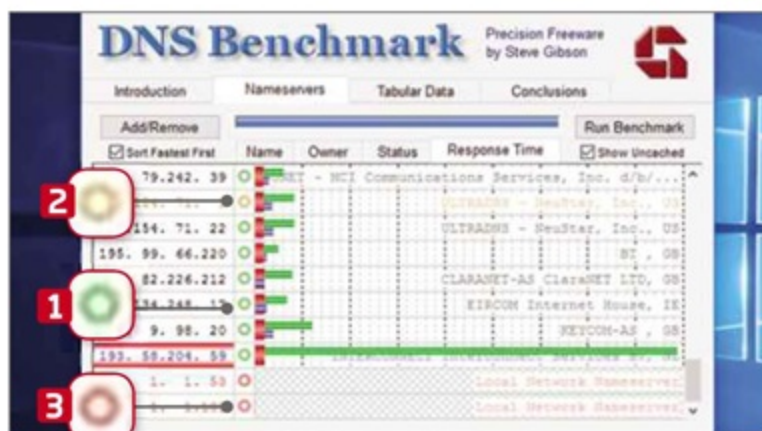 DNS Benchmark
Precision Freeware
by Steve Gibson
Introduction
Nameservers
Tabular Data
Conclusions
Add/Remove
Run Benchmark
Sort Fastest First
Name
Owner
Status
Response Time
Show Uncached
79.242. 39
NCI Communications Services, Inc. d/b/...
2
ULTRADNS - NeuStar, Inc., US
154. 71. 22
ULTRADNS - NeuStar, Inc., US
195. 99. 66.220
BT , GB
82.226.212
CLARANET-AS ClaraNET LTD, GB
1
EIRCOM Internet House, IE
9. 98. 20
KEYCOM-AS , GB
193. 58.204. 59
1. 1. 53
Local Network Nameserver
3
Local Network Nameserver